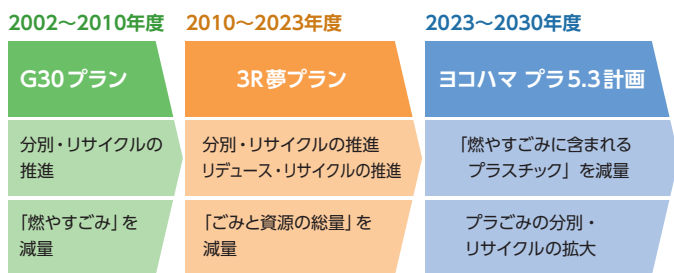 2002〜2010年度
G30プラン
分別・リサイクルの
推進
「燃やすごみ」を
減量
2010〜2023年度
3R夢プラン
分別・リサイクルの推進
リデュース・リサイクルの推進
「ごみと資源の総量」を
減量
2023〜2030年度
ヨコハマ プラ5.3計画
「燃やすごみに含まれる
プラスチック」を減量
プラごみの分別・
リサイクルの拡大